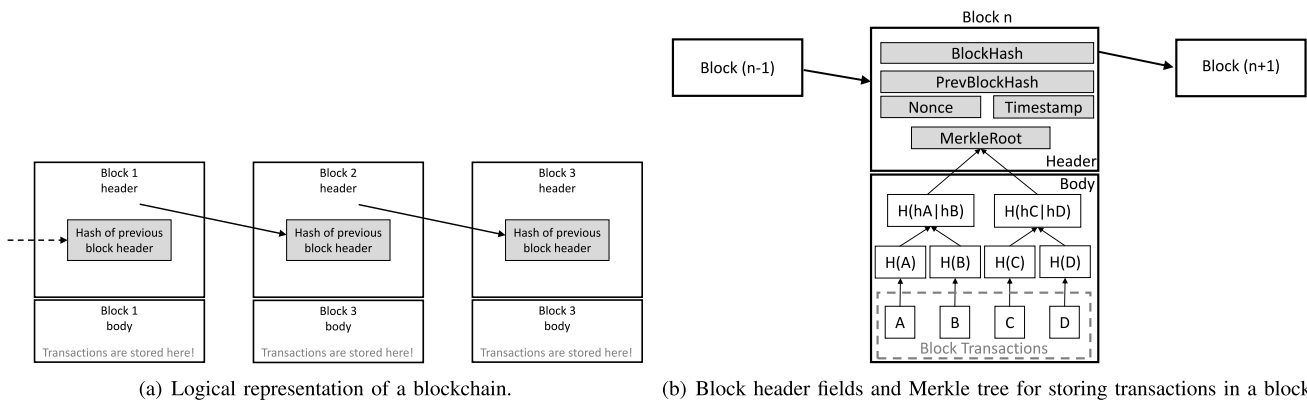 Block 1
header
Hash of previous
block header
Block 1
body
Transactions are stored here!
Block 2
header
Hash of previous
block header
Block 3
body
Transactions are stored here!
Block 3
header
Hash of previous
block header
Block 3
body
Transactions are stored here!
(a) Logical representation of a blockchain.
Block (n-1)
Block n
BlockHash
PrevBlockHash
Nonce
Timestamp
MerkleRoot
Header
Block (n+1)
Body
H(hA|hB)
H(hC|hD)
H(A)
H(B)
H(C)
H(D)
A
B
C
D
Block Transactions
(b) Block header fields and Merkle tree for storing transactions in a block